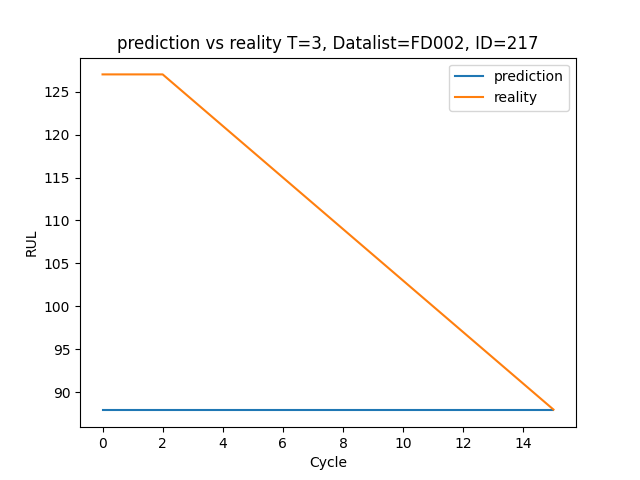 prediction vs reality T=3, Datalist=FD002, ID=217
prediction
reality
125
120
115
110
105
100
95
90
RUL
0 2 4 6 8 10 12 14
Cycle